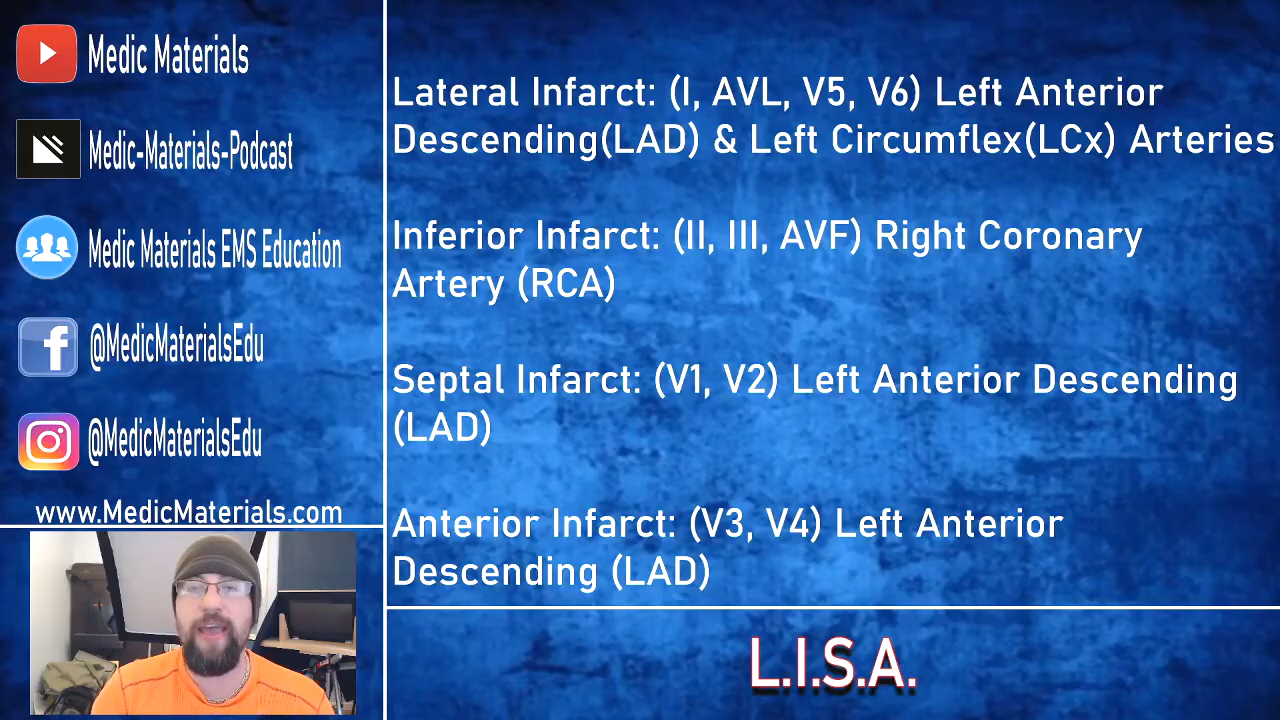 Medic Materials
Medic-Materials-Podcast
Medic Materials EMS Education
@MedicMaterialsEdu
@MedicMaterialsEdu
www.MedicMaterials.com
Lateral Infarct: (I, AVL, V5, V6) Left Anterior
Descending(LAD) & Left Circumflex(LCx) Arteries
Inferior Infarct: (II, III, AVF) Right Coronary
Artery (RCA)
Septal Infarct: (V1, V2) Left Anterior Descending
(LAD)
Anterior Infarct: (V3, V4) Left Anterior
Descending (LAD)
L.I.S.A.